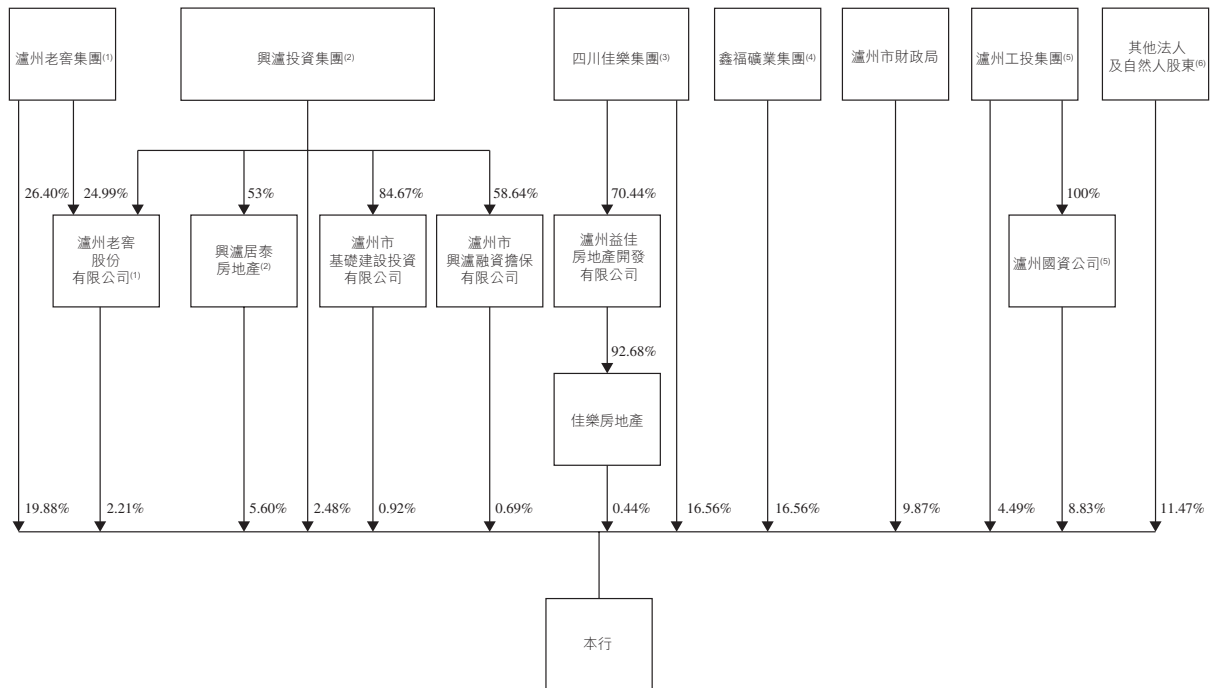 瀘州老窖集團(1)
興瀘投資集團(2)
四川佳樂集團(3)
鑫福礦業集團(4)
瀘州市財政局
瀘州工投集團(5)
其他法人
及自然人股東(6)
26.40%
24.99%
53%
84.67%
58.64%
70.44%
100%
瀘州老窖
股份
有限公司(1)
興瀘居泰
房地產(2)
瀘州市
基礎建設投資
有限公司
瀘州市
興瀘融資擔保
有限公司
瀘州益佳
房地產開發
有限公司
瀘州國資公司(5)
92.68%
佳樂房地產
19.88%
2.21%
5.60%
2.48%
0.92%
0.69%
0.44%
16.56%
16.56%
9.87%
4.49%
8.83%
11.47%
本行